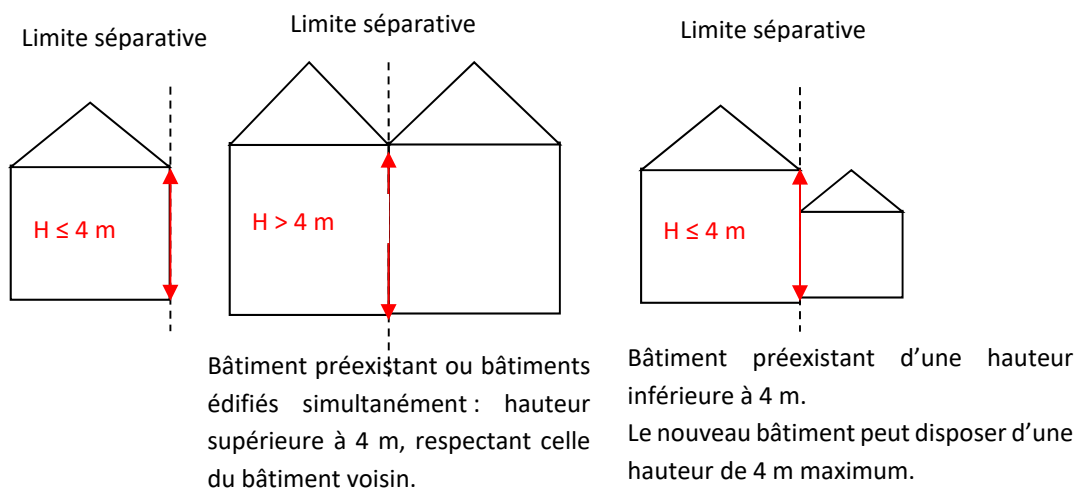 Limite séparative
Limite séparative
Limite séparative
H ≤ 4 m
H > 4 m
H ≤ 4 m
Bâtiment préexistant ou bâtiments
édifiés simultanément : hauteur
supérieure à 4 m, respectant celle
du bâtiment voisin.
Bâtiment préexistant d’une hauteur
inférieure à 4 m.
Le nouveau bâtiment peut disposer d’une
hauteur de 4 m maximum.